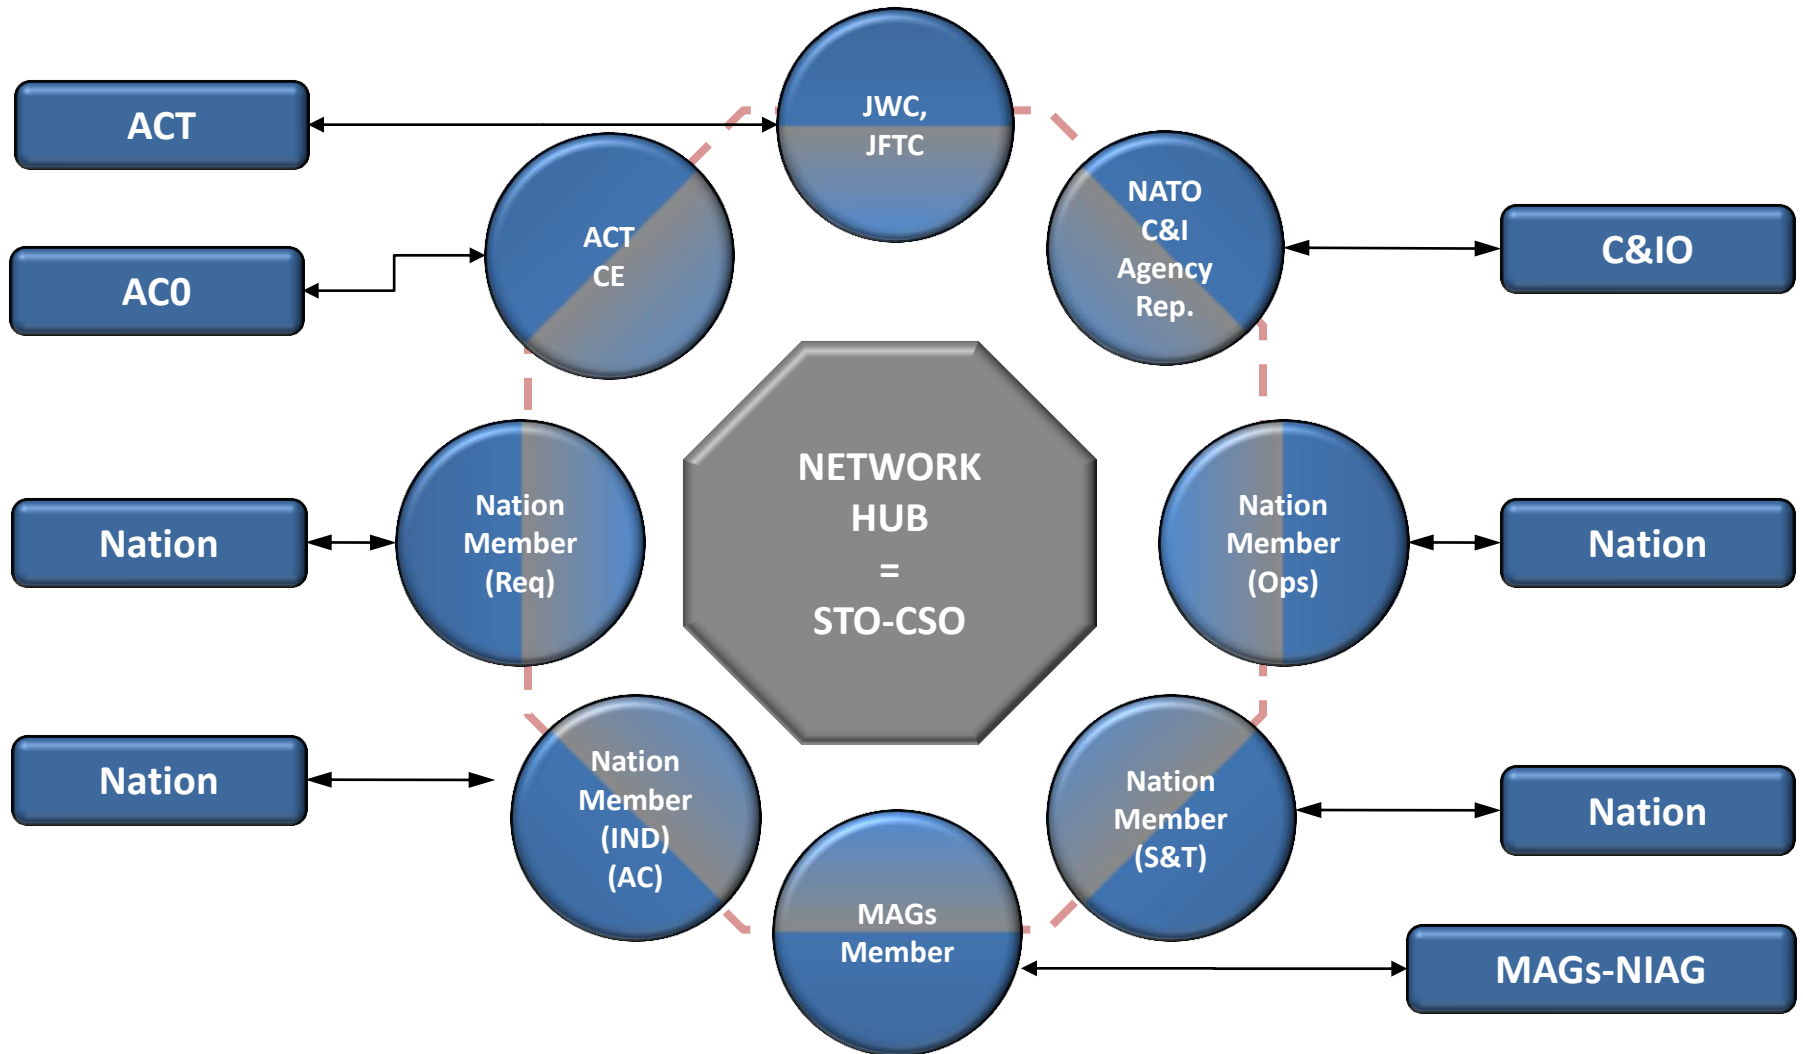 JWC,
JFTC
ACT
NATO
C&I
Agency
Rep.
ACT
CE
C&IO
AC0
NETWORK
HUB
=
STO-CSO
Nation
Nation
Member
(Req)
Nation
Member
(Ops)
Nation
Nation
Nation
Member
(IND)
(AC)
Nation
Member
(S&T)
Nation
MAGs
Member
MAGs-NIAG